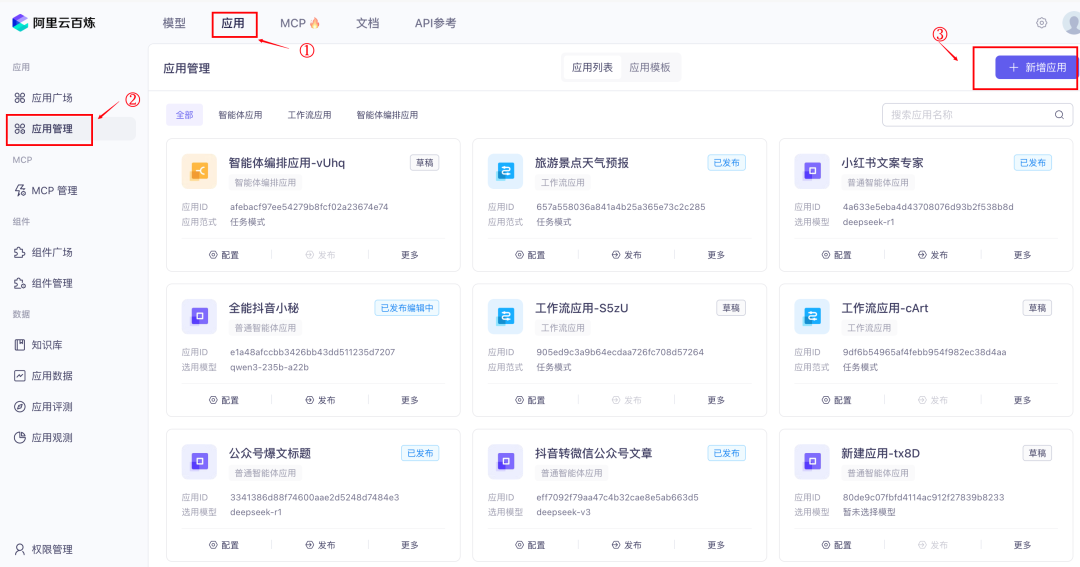 阿里云百炼
模型 应用 MCP 文档 API参考
①
③
应用
应用广场
②
应用管理
MCP
MCP 管理
组件
组件广场
组件管理
数据
知识库
应用数据
应用评测
应用观测
权限管理
应用管理
应用列表 应用模板
＋ 新增应用
全部 智能体应用 工作流应用 智能体编排应用
搜索应用名称
智能体编排应用-vUhq 草稿
智能体编排应用
应用ID afebacf97ee54279b8fcf02a23674e74
应用范式 任务模式
配置 发布 更多
旅游景点天气预报 已发布
工作流应用
应用ID 657a558036a841a4b25a365e73c2c285
应用范式 任务模式
配置 发布 更多
小红书文案专家 已发布
普通智能体应用
应用ID 4a633e5eba4d43708076d93b2f538b8d
选用模型 deepseek-r1
配置 发布 更多
全能抖音小秘 已发布编辑中
普通智能体应用
应用ID e1a48afccbb3426bb43dd511235d7207
选用模型 qwen3-235b-a22b
配置 发布 更多
工作流应用-S5zU 草稿
工作流应用
应用ID 905ed9c3a9b64ecdaa726fc708d57264
应用范式 任务模式
配置 发布 更多
工作流应用-cArt 草稿
工作流应用
应用ID 9df6b54965af4febb954f982ec38d4aa
应用范式 任务模式
配置 发布 更多
公众号爆文标题 已发布
普通智能体应用
应用ID 3341386d88f74600aae2d5248d7484e3
选用模型 deepseek-r1
配置 发布 更多
抖音转微信公众号文章 已发布
普通智能体应用
应用ID eff7092f79aa47c4b32cae8e5ab663d5
选用模型 deepseek-v3
配置 发布 更多
新建应用-tx8D 草稿
普通智能体应用
应用ID 80de9c07fbfd4114ac912f27839b8233
选用模型 暂未选择模型
配置 发布 更多